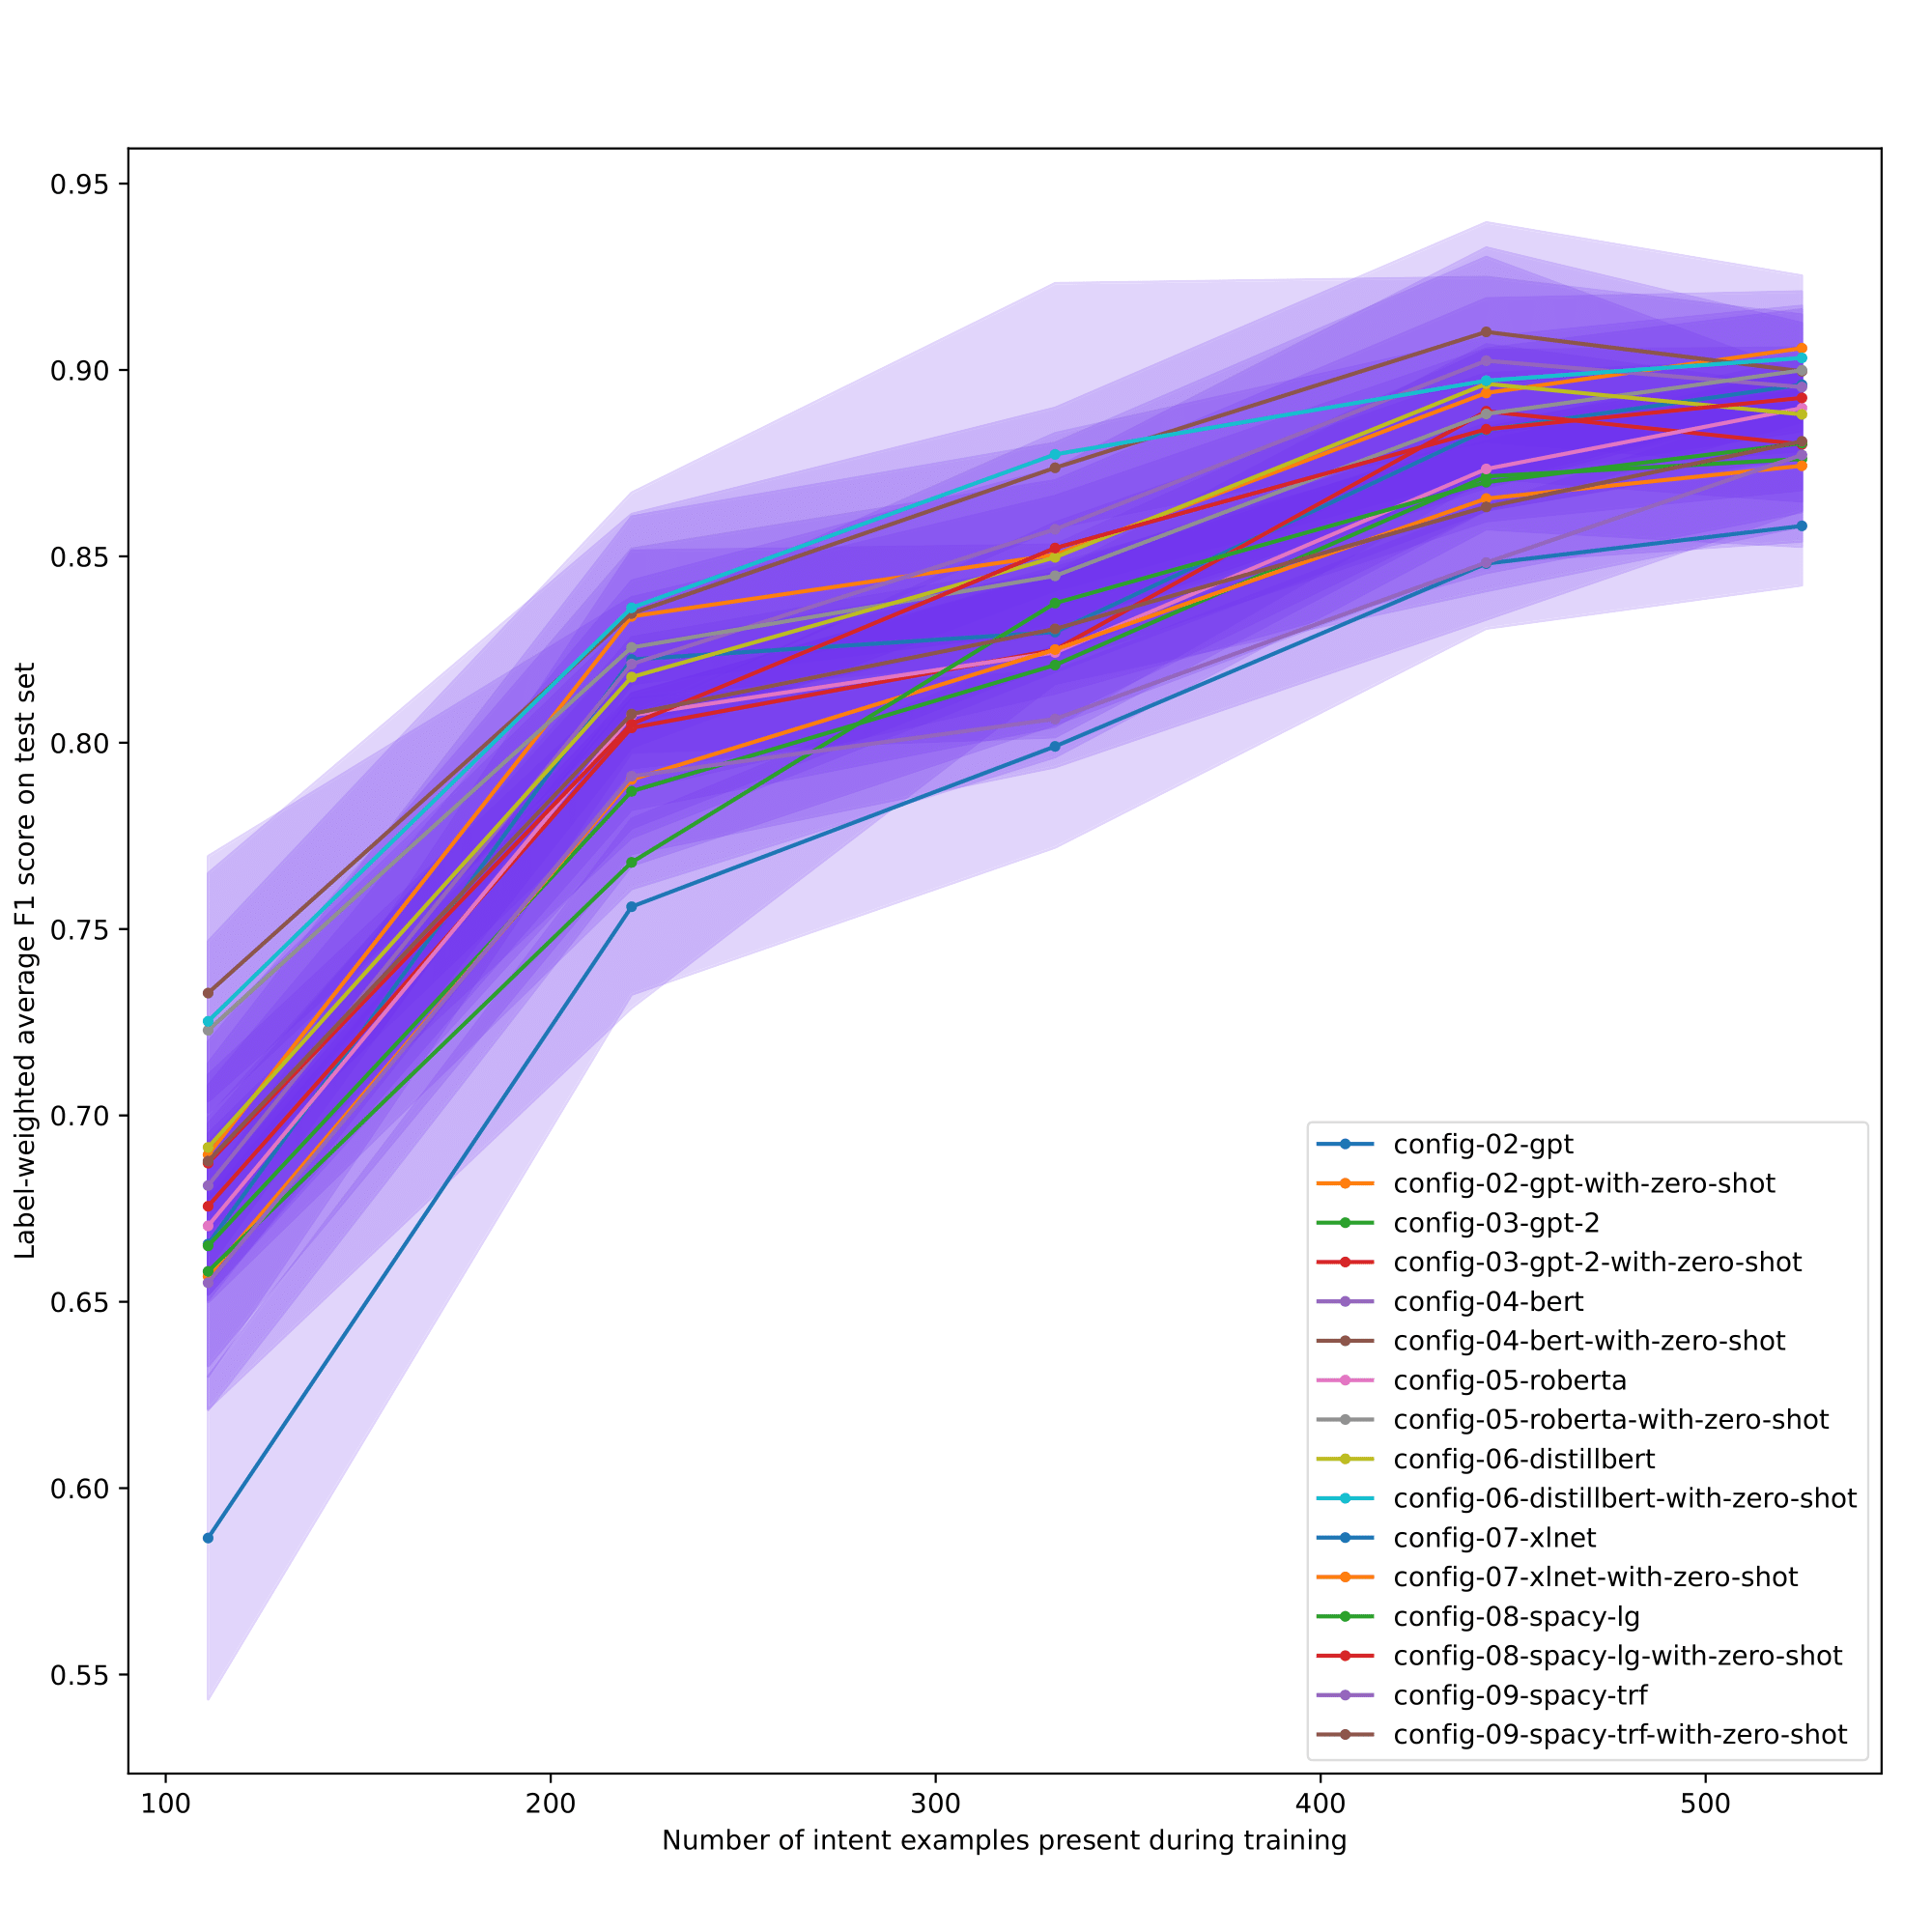 Label-weighted average F1 score on test set
0.95
0.90
0.85
0.80
0.75
0.70
0.65
0.60
0.55
config-02-gpt
config-02-gpt-with-zero-shot
config-03-gpt-2
config-03-gpt-2-with-zero-shot
config-04-bert
config-04-bert-with-zero-shot
config-05-roberta
config-05-roberta-with-zero-shot
config-06-distillbert
config-06-distillbert-with-zero-shot
config-07-xlnet
config-07-xlnet-with-zero-shot
config-08-spacy-lg
config-08-spacy-lg-with-zero-shot
config-09-spacy-trf
config-09-spacy-trf-with-zero-shot
100 200 300 400 500
Number of intent examples present during training